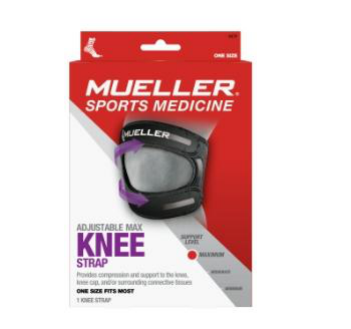 ONE SIZE
MUELLER
SPORTS MEDICINE
MUELLER
ADJUSTABLE MAX
KNEE
STRAP
SUPPORT
LEVEL
MAXIMUM
MODERATE
Provides compression and support to the knee,
knee cap, and/or surrounding connective tissues
ONE SIZE FITS MOST
1 KNEE STRAP